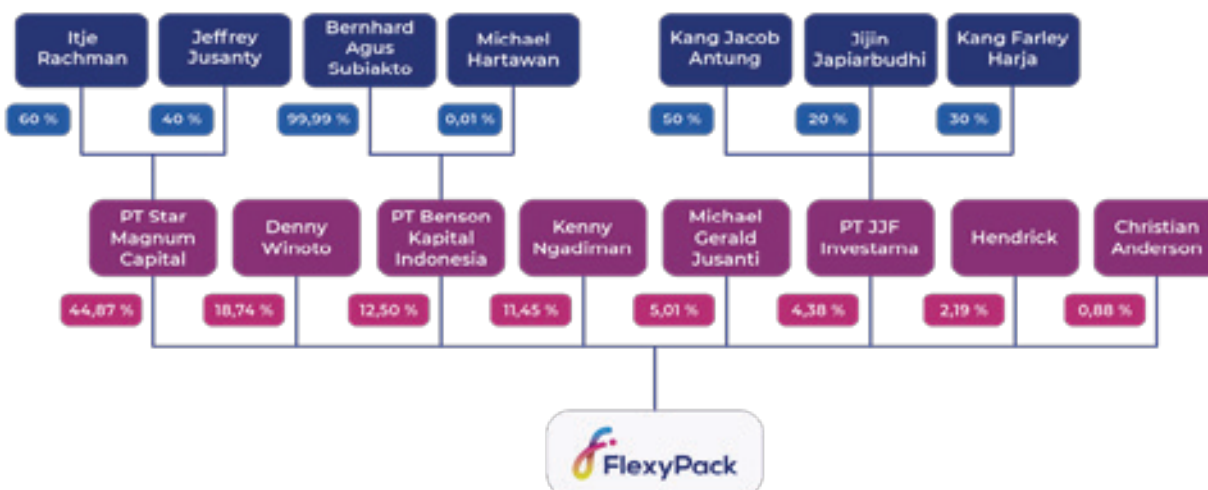 Itje
Rachman
Jeffrey
Jusanty
Bernhard
Agus
Subiakto
Michael
Hartawan
Kang Jacob
Antung
Jijin
Japiarbudhi
Kang Farley
Harja
60 %
40 %
99,99 %
0,01 %
50 %
20 %
30 %
PT Star
Magnum
Capital
Denny
Winoto
PT Benson
Kapital
Indonesia
Kenny
Ngadiman
Michael
Gerald
Jusanti
PT JJF
Investama
Hendrick
Christian
Anderson
44,87 %
18,74 %
12,50 %
11,45 %
5,01 %
4,38 %
2,19 %
0,88 %
FlexyPack